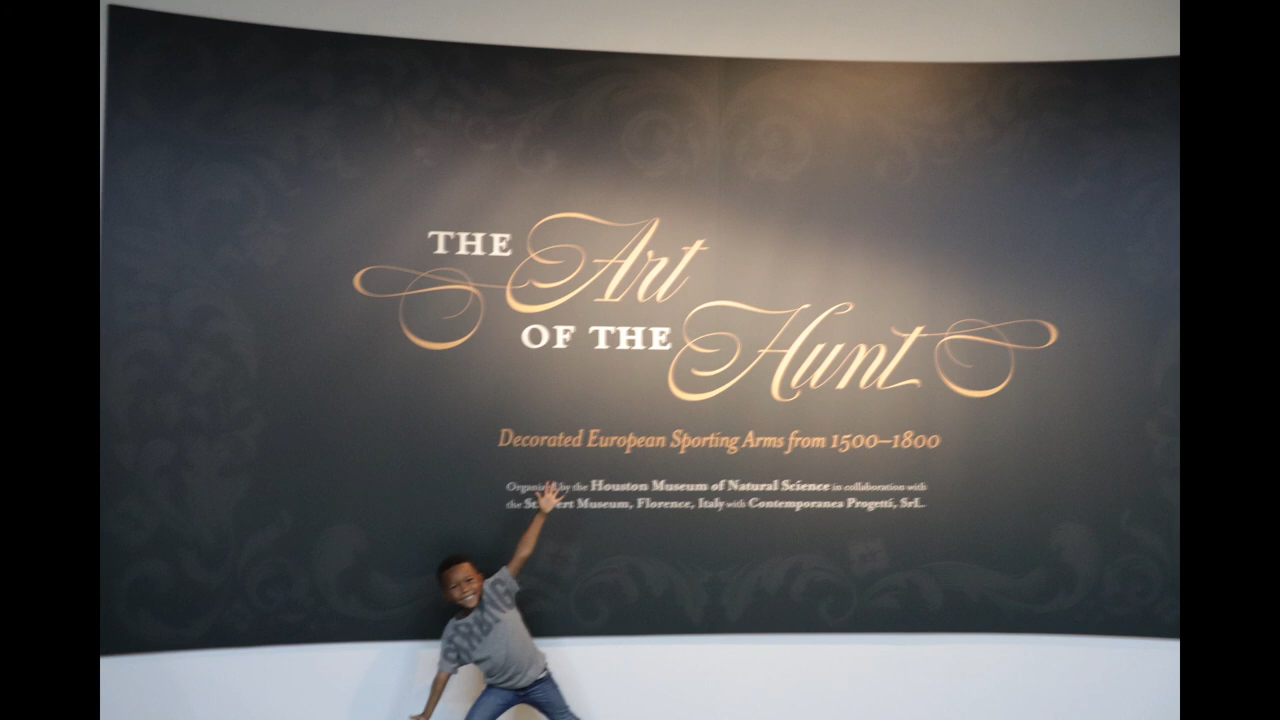 THE Art
OF THE Hunt
Decorated European Sporting Arms from 1500–1800
by the Houston Museum of Natural Science in collaboration with
the Museum, Florence, Italy with Contemporanea Progetti, SrL.